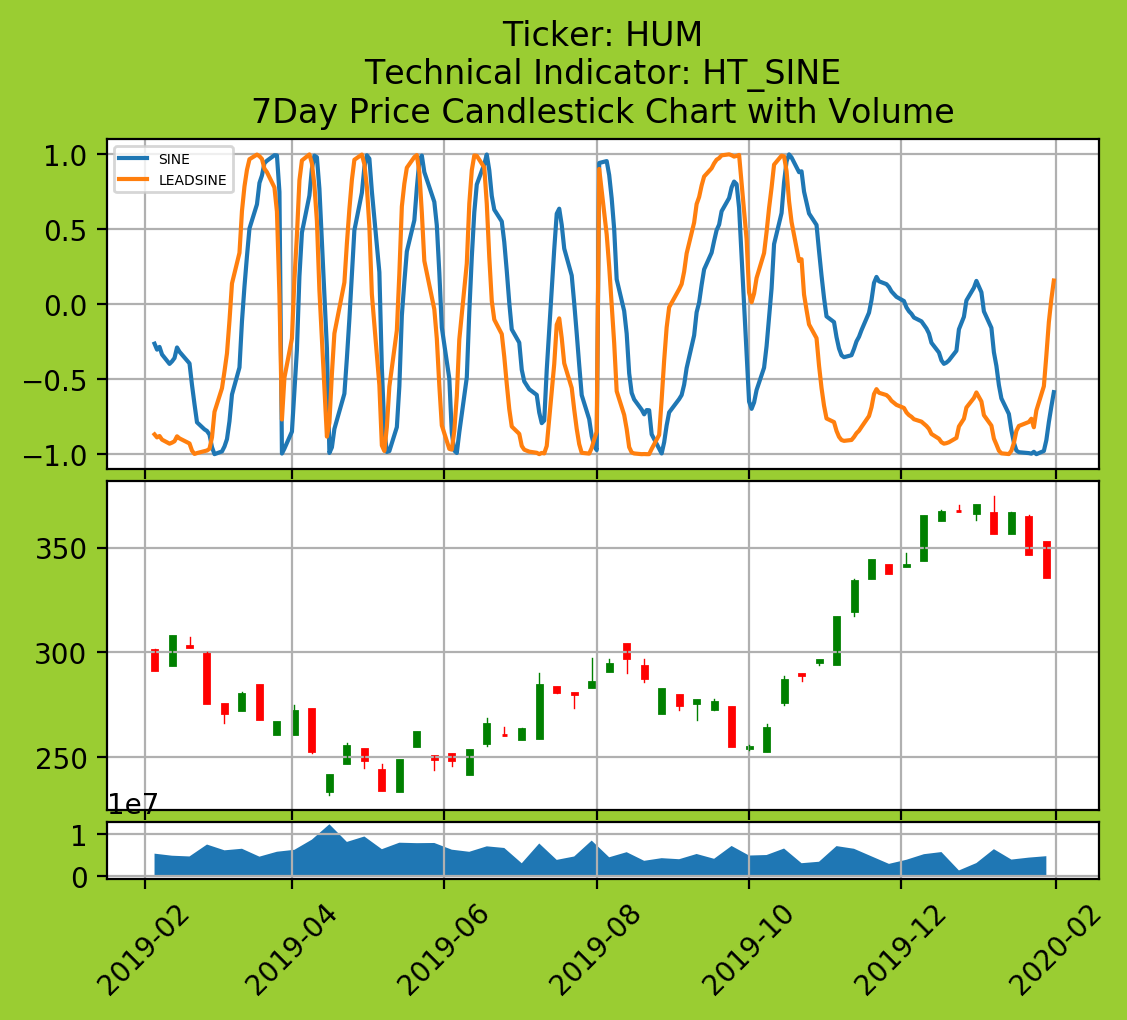 Ticker: HUM
Technical Indicator: HT_SINE
7Day Price Candlestick Chart with Volume
SINE
LEADSINE
1.0
0.5
0.0
−0.5
−1.0
350
300
250
1e7
1
0
2019-02
2019-04
2019-06
2019-08
2019-10
2019-12
2020-02